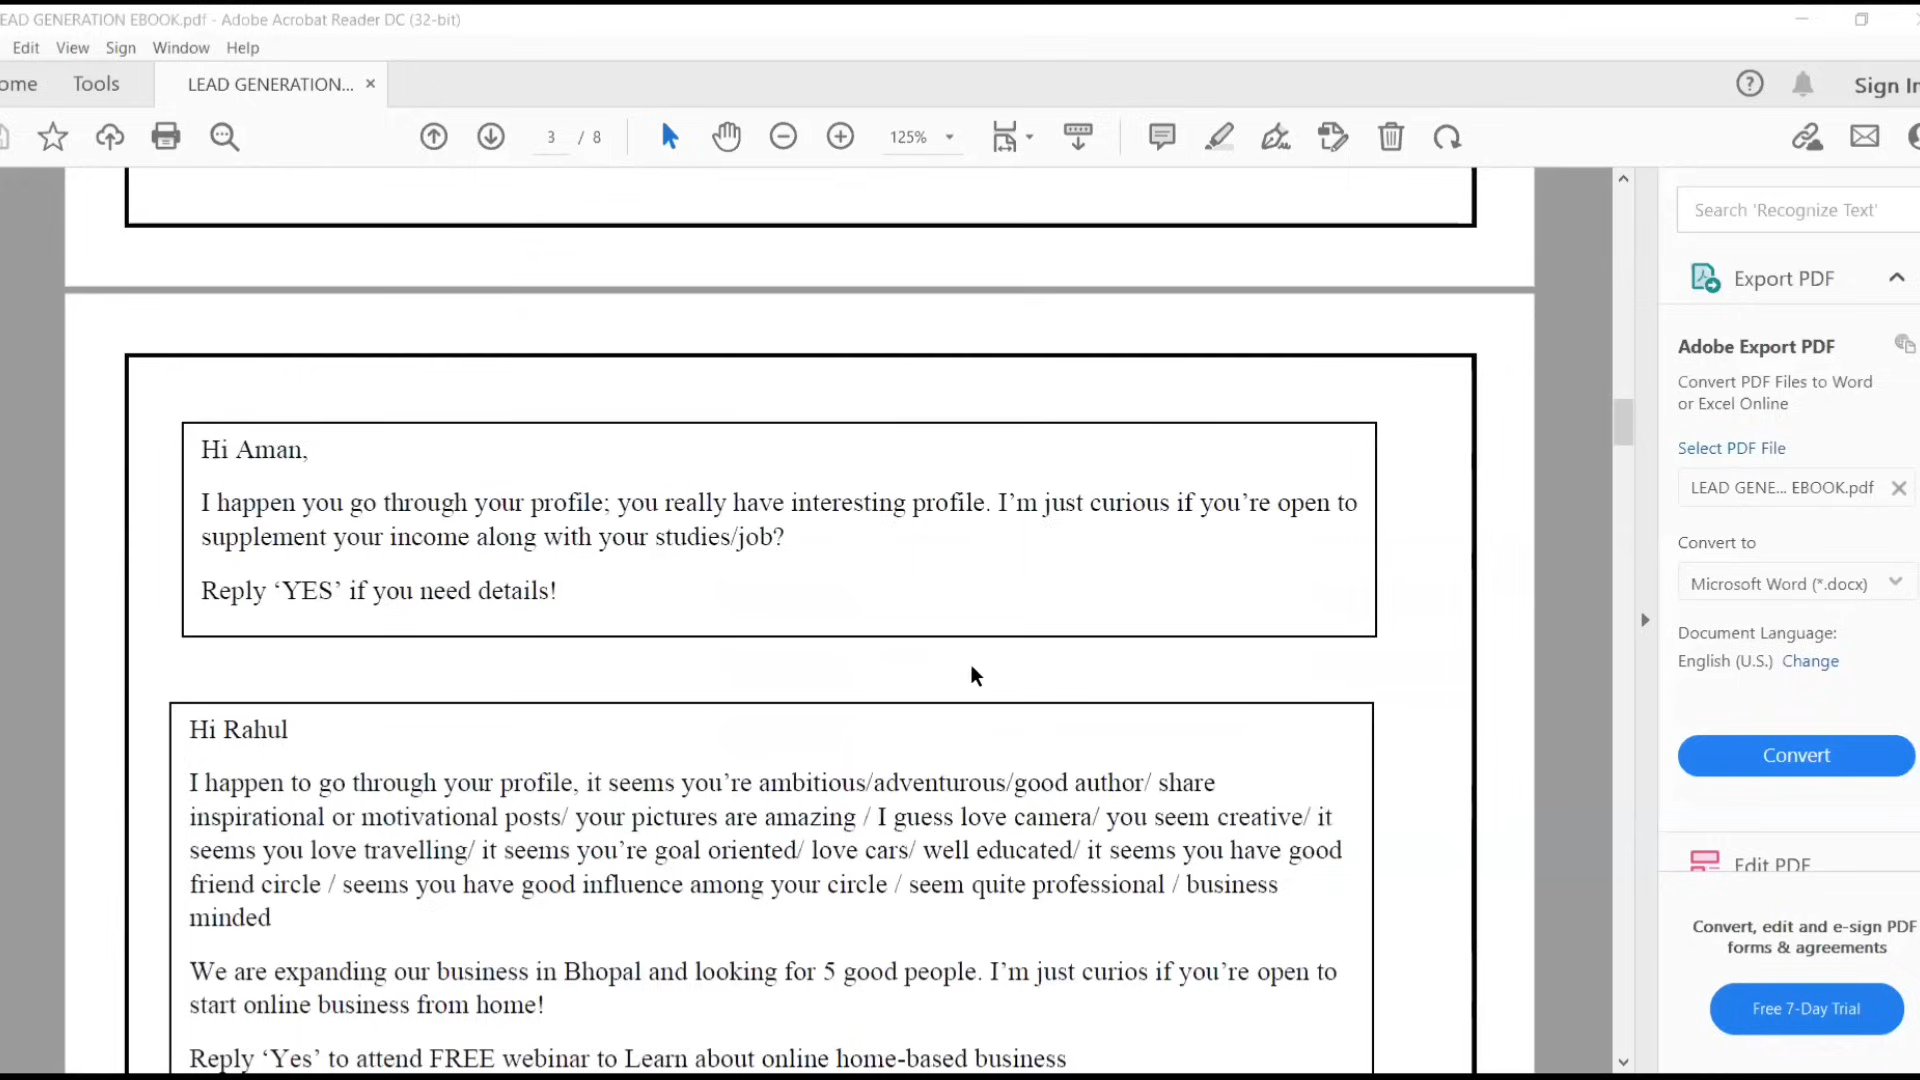 EAD GENERATION EBOOK.pdf - Adobe Acrobat Reader DC (32-bit)
Edit View Sign Window Help
ome Tools LEAD GENERATION... ×
Sign In
3 / 8 125%
Search 'Recognize Text'
Export PDF
Adobe Export PDF
Convert PDF Files to Word
or Excel Online
Select PDF File
LEAD GENE... EBOOK.pdf
Convert to
Microsoft Word (*.docx)
Document Language:
English (U.S.) Change
Convert
Edit PDF
Convert, edit and e-sign PDF
forms & agreements
Free 7-Day Trial
Hi Aman,
I happen you go through your profile; you really have interesting profile. I’m just curious if you’re open to
supplement your income along with your studies/job?
Reply ‘YES’ if you need details!
Hi Rahul
I happen to go through your profile, it seems you’re ambitious/adventurous/good author/ share
inspirational or motivational posts/ your pictures are amazing / I guess love camera/ you seem creative/ it
seems you love travelling/ it seems you’re goal oriented/ love cars/ well educated/ it seems you have good
friend circle / seems you have good influence among your circle / seem quite professional / business
minded
We are expanding our business in Bhopal and looking for 5 good people. I’m just curios if you’re open to
start online business from home!
Reply ‘Yes’ to attend FREE webinar to Learn about online home-based business